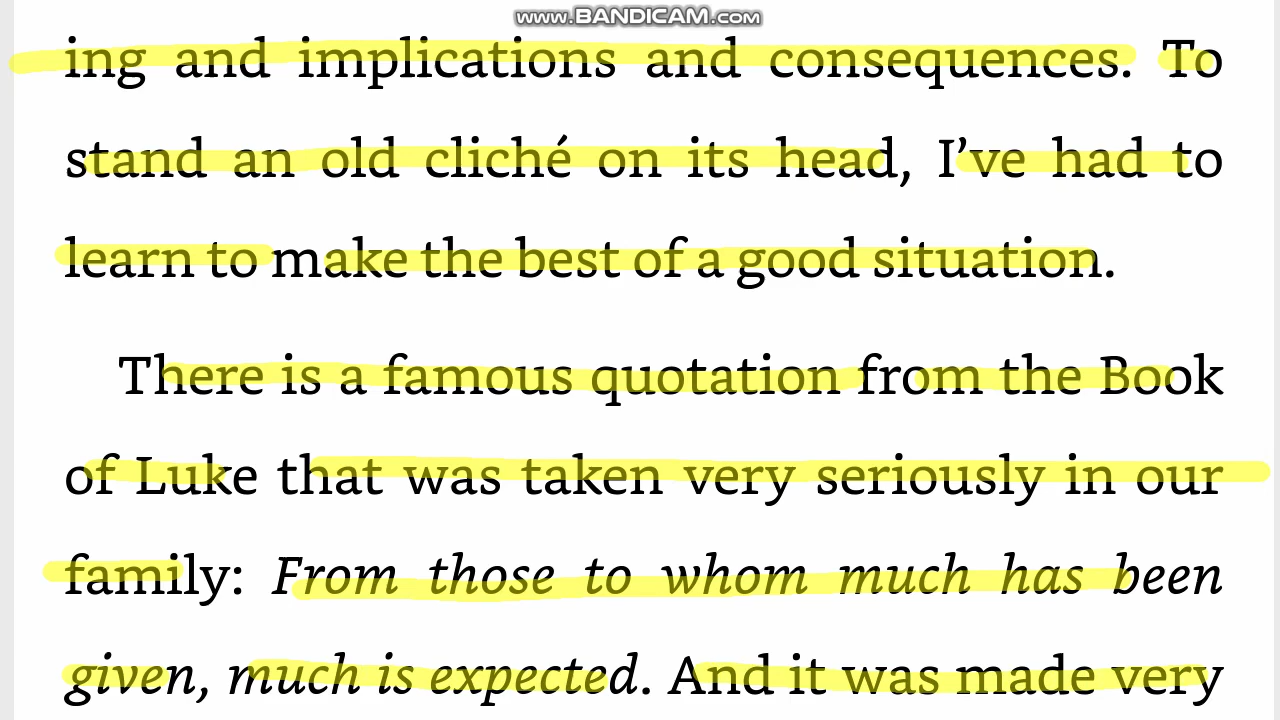 www.BANDICAM.com
ing and implications and consequences. To
stand an old cliché on its head, I’ve had to
learn to make the best of a good situation.
There is a famous quotation from the Book
of Luke that was taken very seriously in our
family: From those to whom much has been
given, much is expected. And it was made very